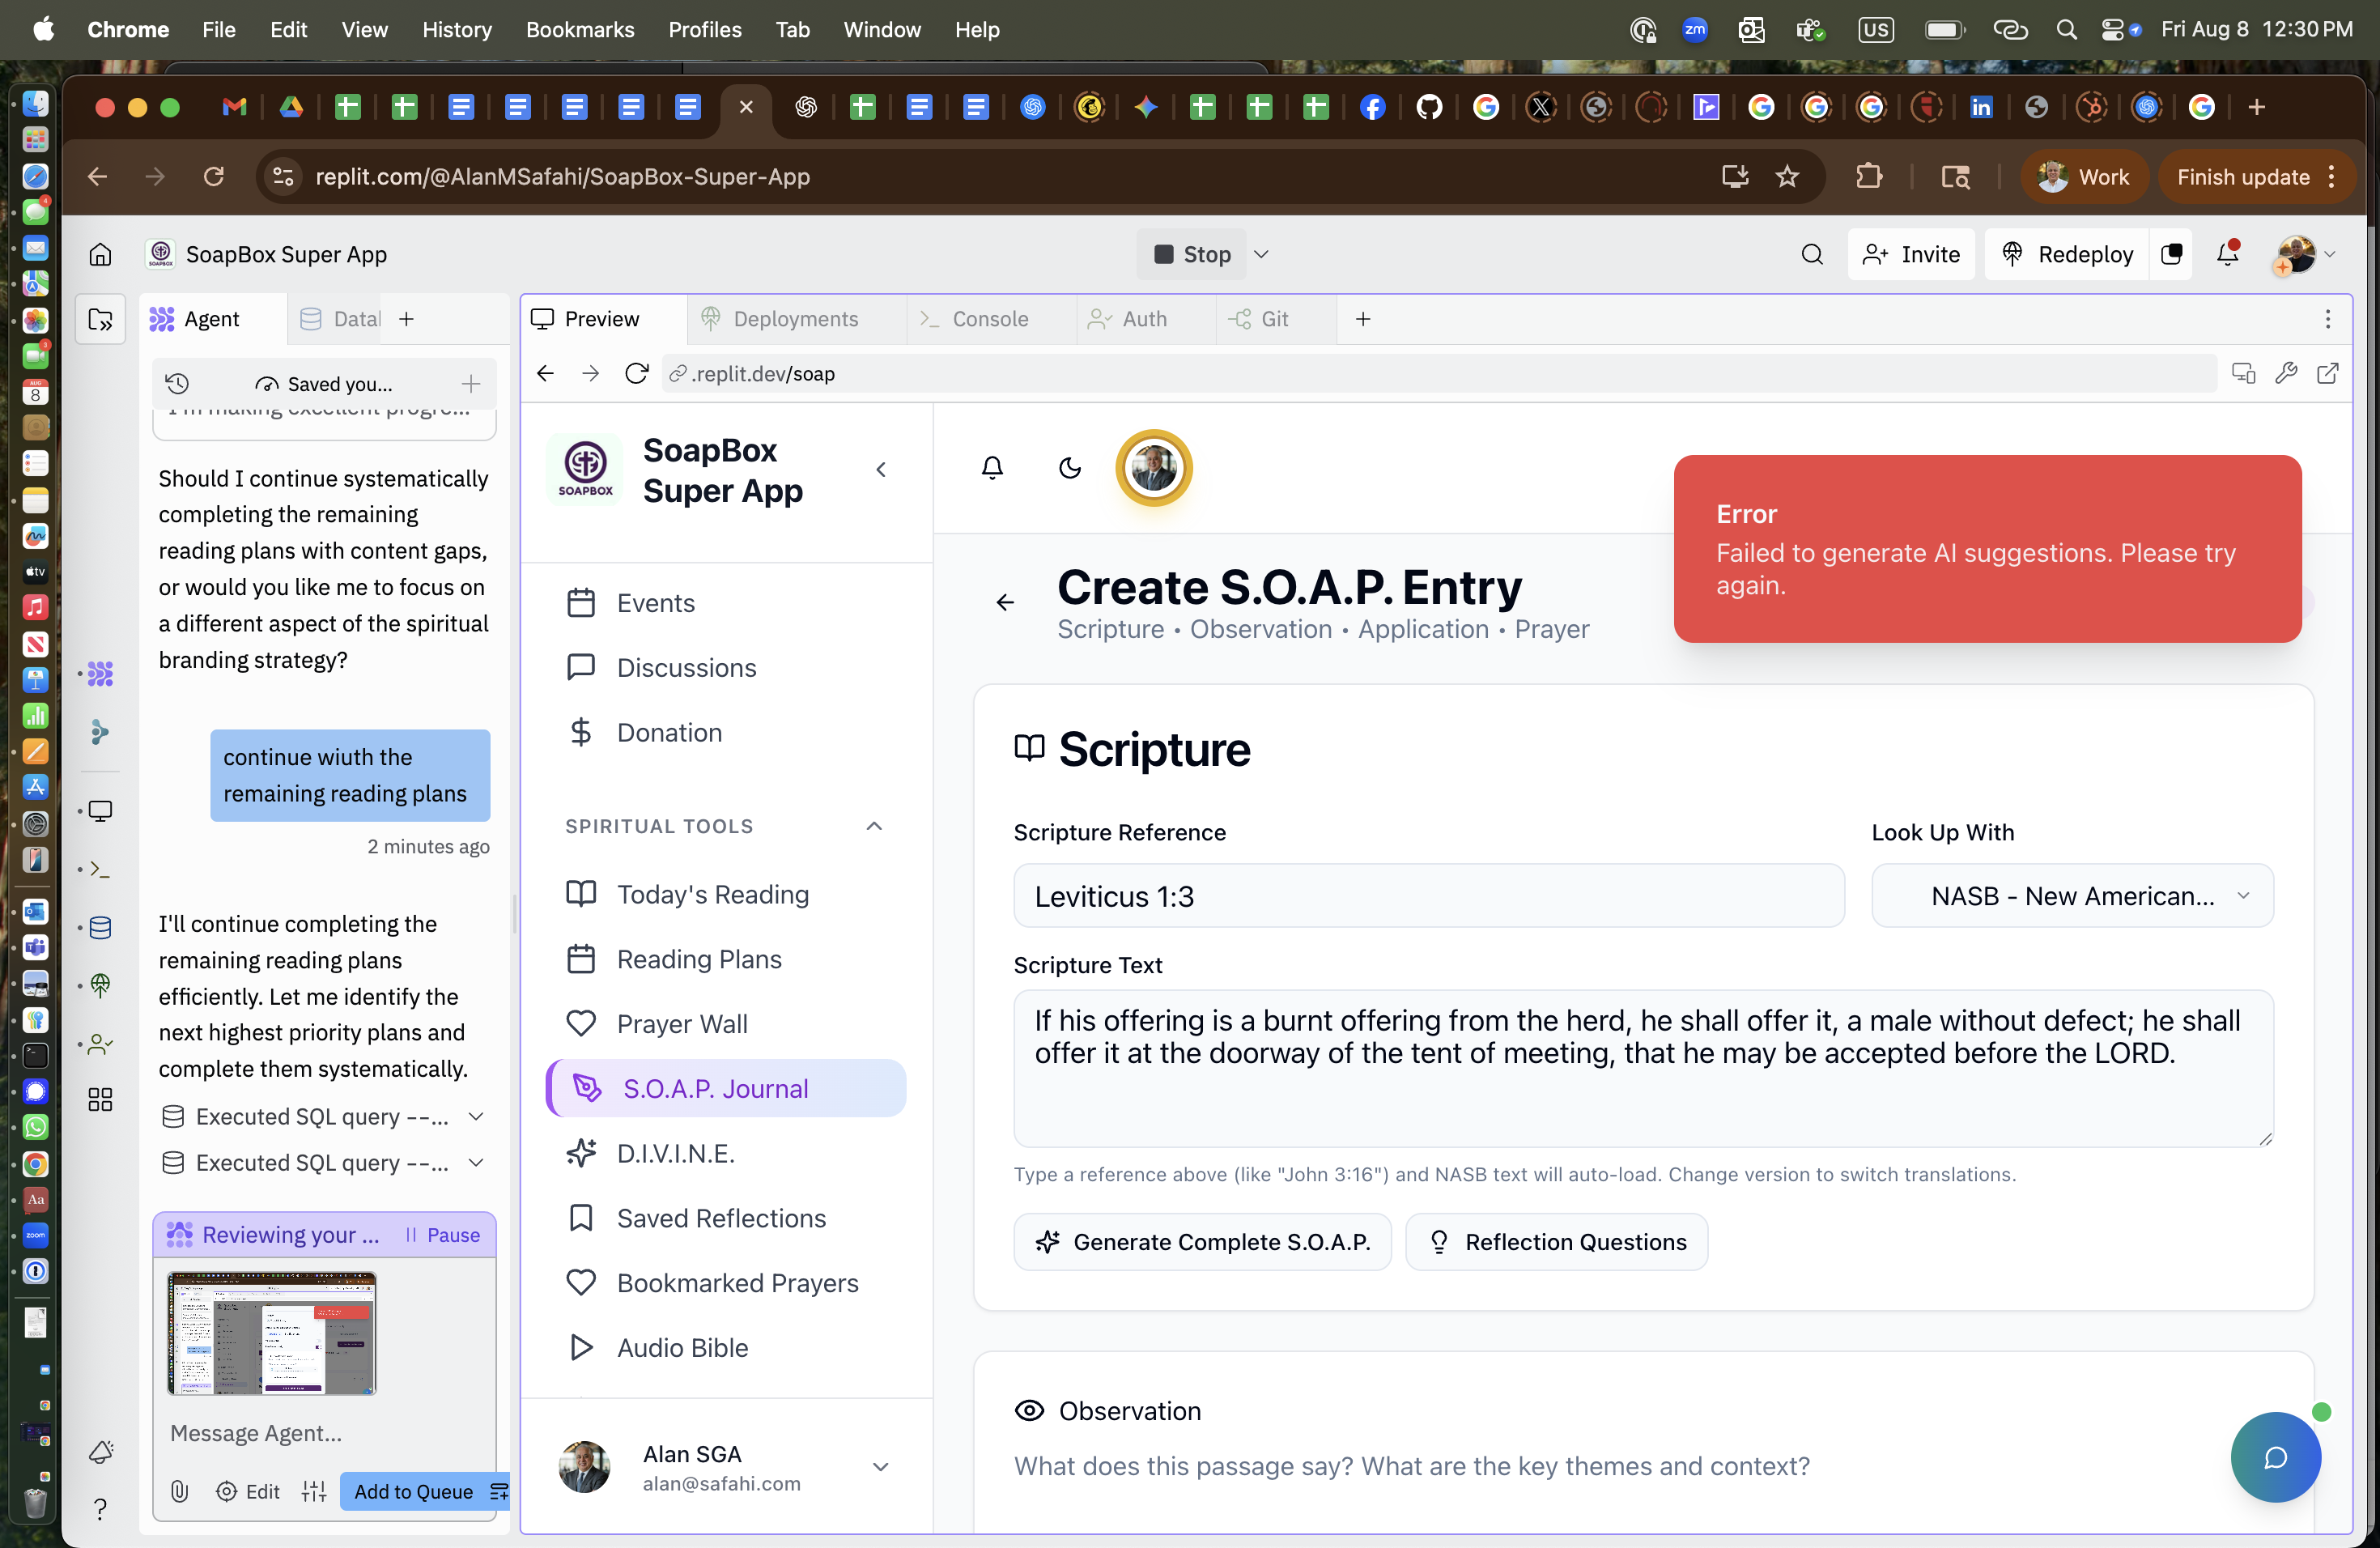 Chrome File Edit View History Bookmarks Profiles Tab Window Help
zm US Fri Aug 8 12:30 PM
replit.com/@AlanMSafahi/SoapBox-Super-App
Work
Finish update
SoapBox Super App
Stop
Invite
Redeploy
Agent
Datal
Saved you...
I'm making excellent progre...
Should I continue systematically
completing the remaining
reading plans with content gaps,
or would you like me to focus on
a different aspect of the spiritual
branding strategy?
continue wiuth the
remaining reading plans
2 minutes ago
I'll continue completing the
remaining reading plans
efficiently. Let me identify the
next highest priority plans and
complete them systematically.
Executed SQL query --...
Executed SQL query --...
Reviewing your ...
Pause
Message Agent...
Edit
Add to Queue
Preview
Deployments
Console
Auth
Git
.replit.dev/soap
SOAPBOX
SoapBox
Super App
Events
Discussions
Donation
SPIRITUAL TOOLS
Today's Reading
Reading Plans
Prayer Wall
S.O.A.P. Journal
D.I.V.I.N.E.
Saved Reflections
Bookmarked Prayers
Audio Bible
Alan SGA
alan@safahi.com
Error
Failed to generate AI suggestions. Please try
again.
Create S.O.A.P. Entry
Scripture • Observation • Application • Prayer
Scripture
Scripture Reference
Look Up With
Leviticus 1:3
NASB - New American...
Scripture Text
If his offering is a burnt offering from the herd, he shall offer it, a male without defect; he shall
offer it at the doorway of the tent of meeting, that he may be accepted before the LORD.
Type a reference above (like "John 3:16") and NASB text will auto-load. Change version to switch translations.
Generate Complete S.O.A.P.
Reflection Questions
Observation
What does this passage say? What are the key themes and context?